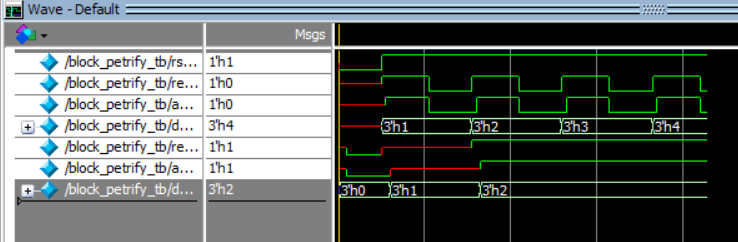 Wave - Default
Msgs
/block_petrify_tb/rs... 1'h1
/block_petrify_tb/re... 1'h0
/block_petrify_tb/a... 1'h0
/block_petrify_tb/d... 3'h4 3'h1 3'h2 3'h3 3'h4
/block_petrify_tb/re... 1'h1
/block_petrify_tb/a... 1'h1
/block_petrify_tb/d... 3'h2 3'h0 3'h1 3'h2